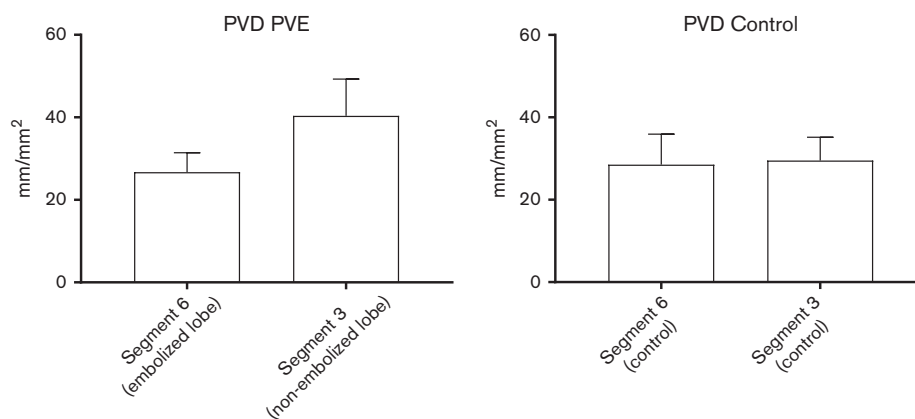 PVD PVE
60
40
20
0
mm/mm²
Segment 6
(embolized lobe)
Segment 3
(non-embolized lobe)
PVD Control
60
40
20
0
mm/mm²
Segment 6
(control)
Segment 3
(control)